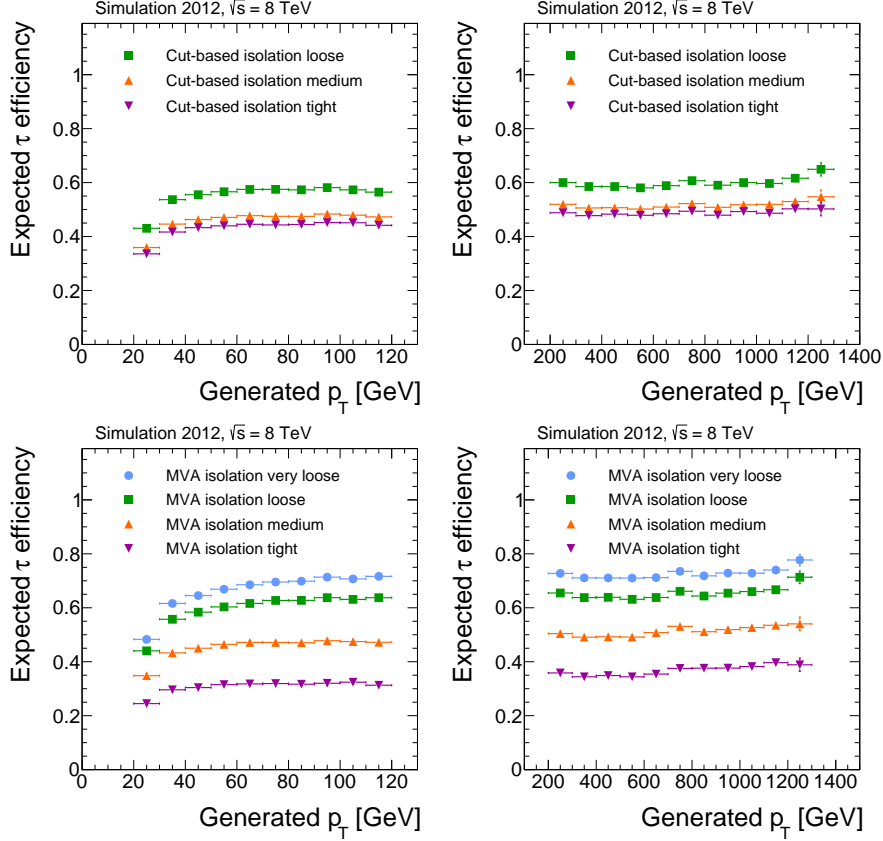 Simulation 2012, √s = 8 TeV
Cut-based isolation loose
Cut-based isolation medium
Cut-based isolation tight
Expected τ efficiency
1
0.8
0.6
0.4
0.2
0
0 20 40 60 80 100 120
Generated p_T [GeV]
Simulation 2012, √s = 8 TeV
Cut-based isolation loose
Cut-based isolation medium
Cut-based isolation tight
Expected τ efficiency
1
0.8
0.6
0.4
0.2
0
200 400 600 800 1000 1200 1400
Generated p_T [GeV]
Simulation 2012, √s = 8 TeV
MVA isolation very loose
MVA isolation loose
MVA isolation medium
MVA isolation tight
Expected τ efficiency
1
0.8
0.6
0.4
0.2
0
0 20 40 60 80 100 120
Generated p_T [GeV]
Simulation 2012, √s = 8 TeV
MVA isolation very loose
MVA isolation loose
MVA isolation medium
MVA isolation tight
Expected τ efficiency
1
0.8
0.6
0.4
0.2
0
200 400 600 800 1000 1200 1400
Generated p_T [GeV]